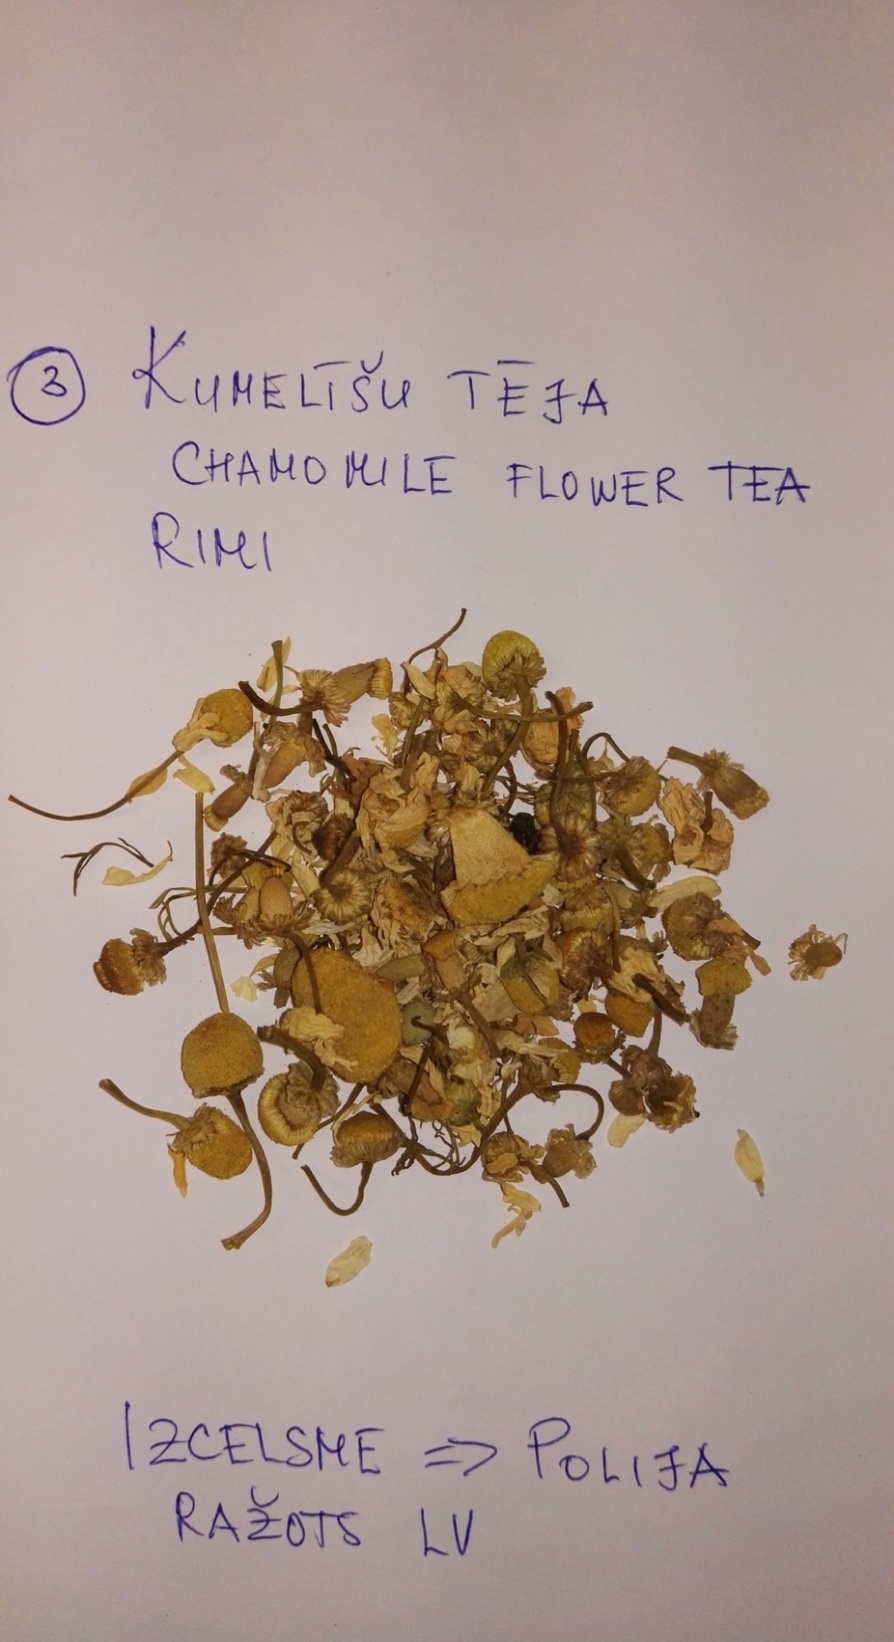 3 KUMELĪŠU TĒJA
CHAMOMILE FLOWER TEA
RIMI
IZCELSME => POLIJA
RAŽOTS LV